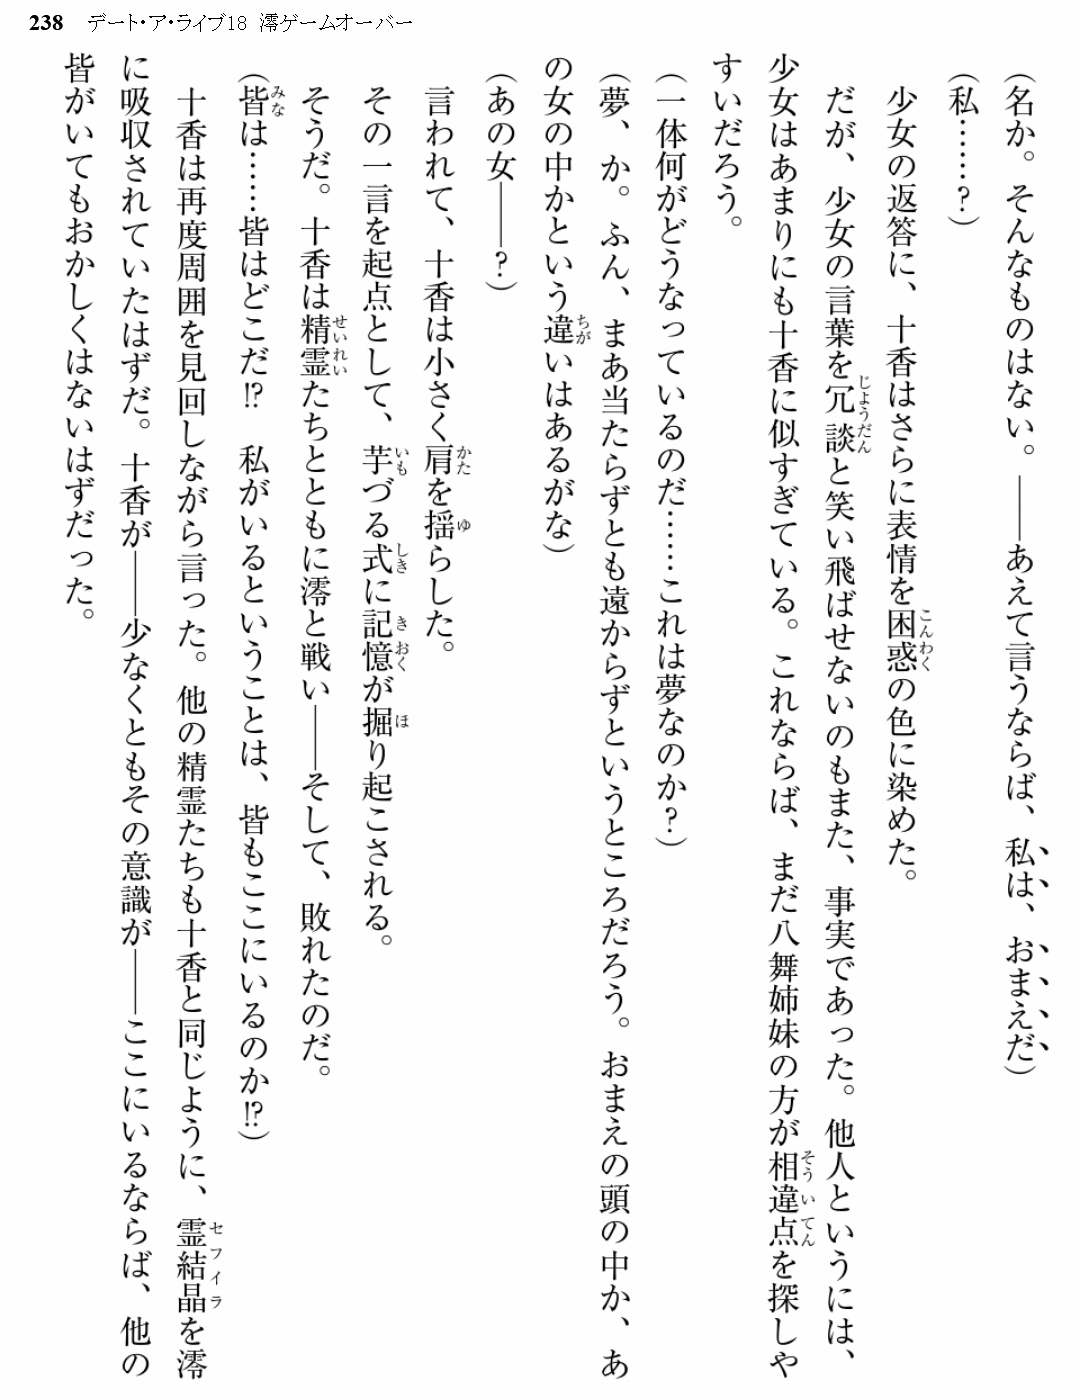 238 デート・ア・ライブ18 澪ゲームオーバー
（名か。そんなものはない。――あえて言うならば、私は、おまえだ）
（私……？）
少女の返答に、十香はさらに表情を困惑の色に染めた。
だが、少女の言葉を冗談と笑い飛ばせないのもまた、事実であった。他人というには、
少女はあまりにも十香に似すぎている。これならば、まだ八舞姉妹の方が相違点を探しや
すいだろう。
（一体何がどうなっているのだ……これは夢なのか？）
（夢、か。ふん、まあ当たらずとも遠からずというところだろう。おまえの頭の中か、あ
の女の中かという違いはあるがな）
（あの女――？）
言われて、十香は小さく肩を揺らした。
その一言を起点として、芋づる式に記憶が掘り起こされる。
そうだ。十香は精霊たちとともに澪と戦い――そして、敗れたのだ。
（皆は……皆はどこだ!?　私がいるということは、皆もここにいるのか!?）
十香は再度周囲を見回しながら言った。他の精霊たちも十香と同じように、霊結晶を澪
に吸収されていたはずだ。十香が――少なくともその意識が――ここにいるならば、他の
皆がいてもおかしくはないはずだった。